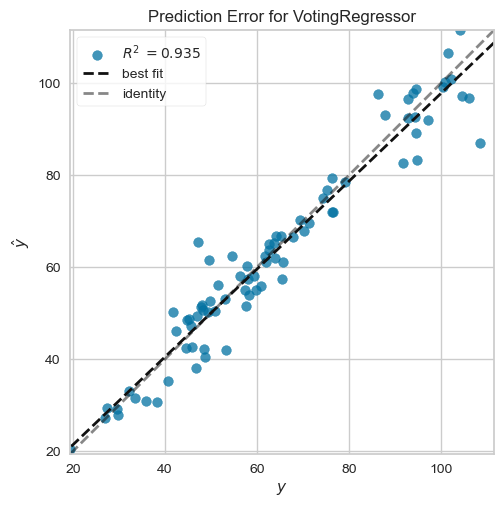 Prediction Error for VotingRegressor
R² = 0.935
best fit
identity
100
80
60
40
20
ŷ
20 40 60 80 100
y